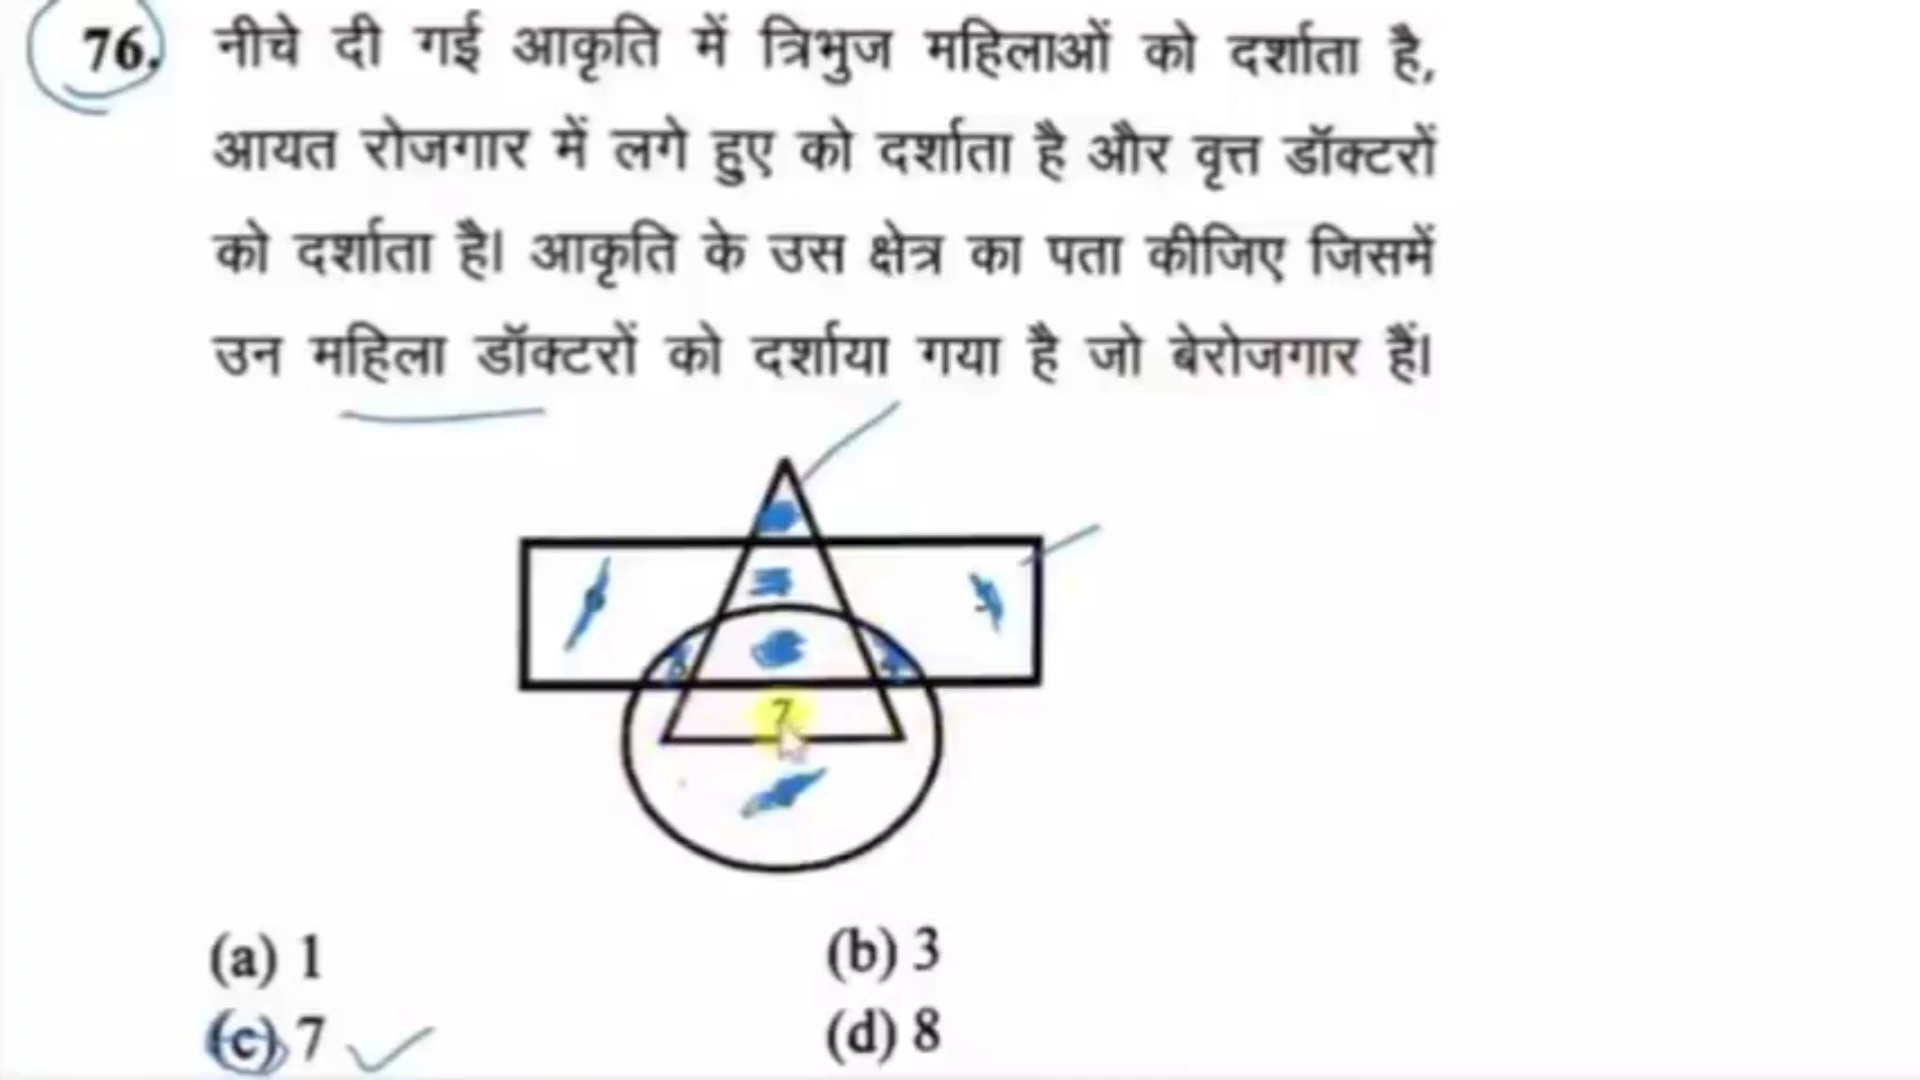 76. नीचे दी गई आकृति में त्रिभुज महिलाओं को दर्शाता है,
आयत रोजगार में लगे हुए को दर्शाता है और वृत्त डॉक्टरों
को दर्शाता है। आकृति के उस क्षेत्र का पता कीजिए जिसमें
उन महिला डॉक्टरों को दर्शाया गया है जो बेरोजगार हैं।
7
(a) 1 (b) 3
(c) 7 (d) 8